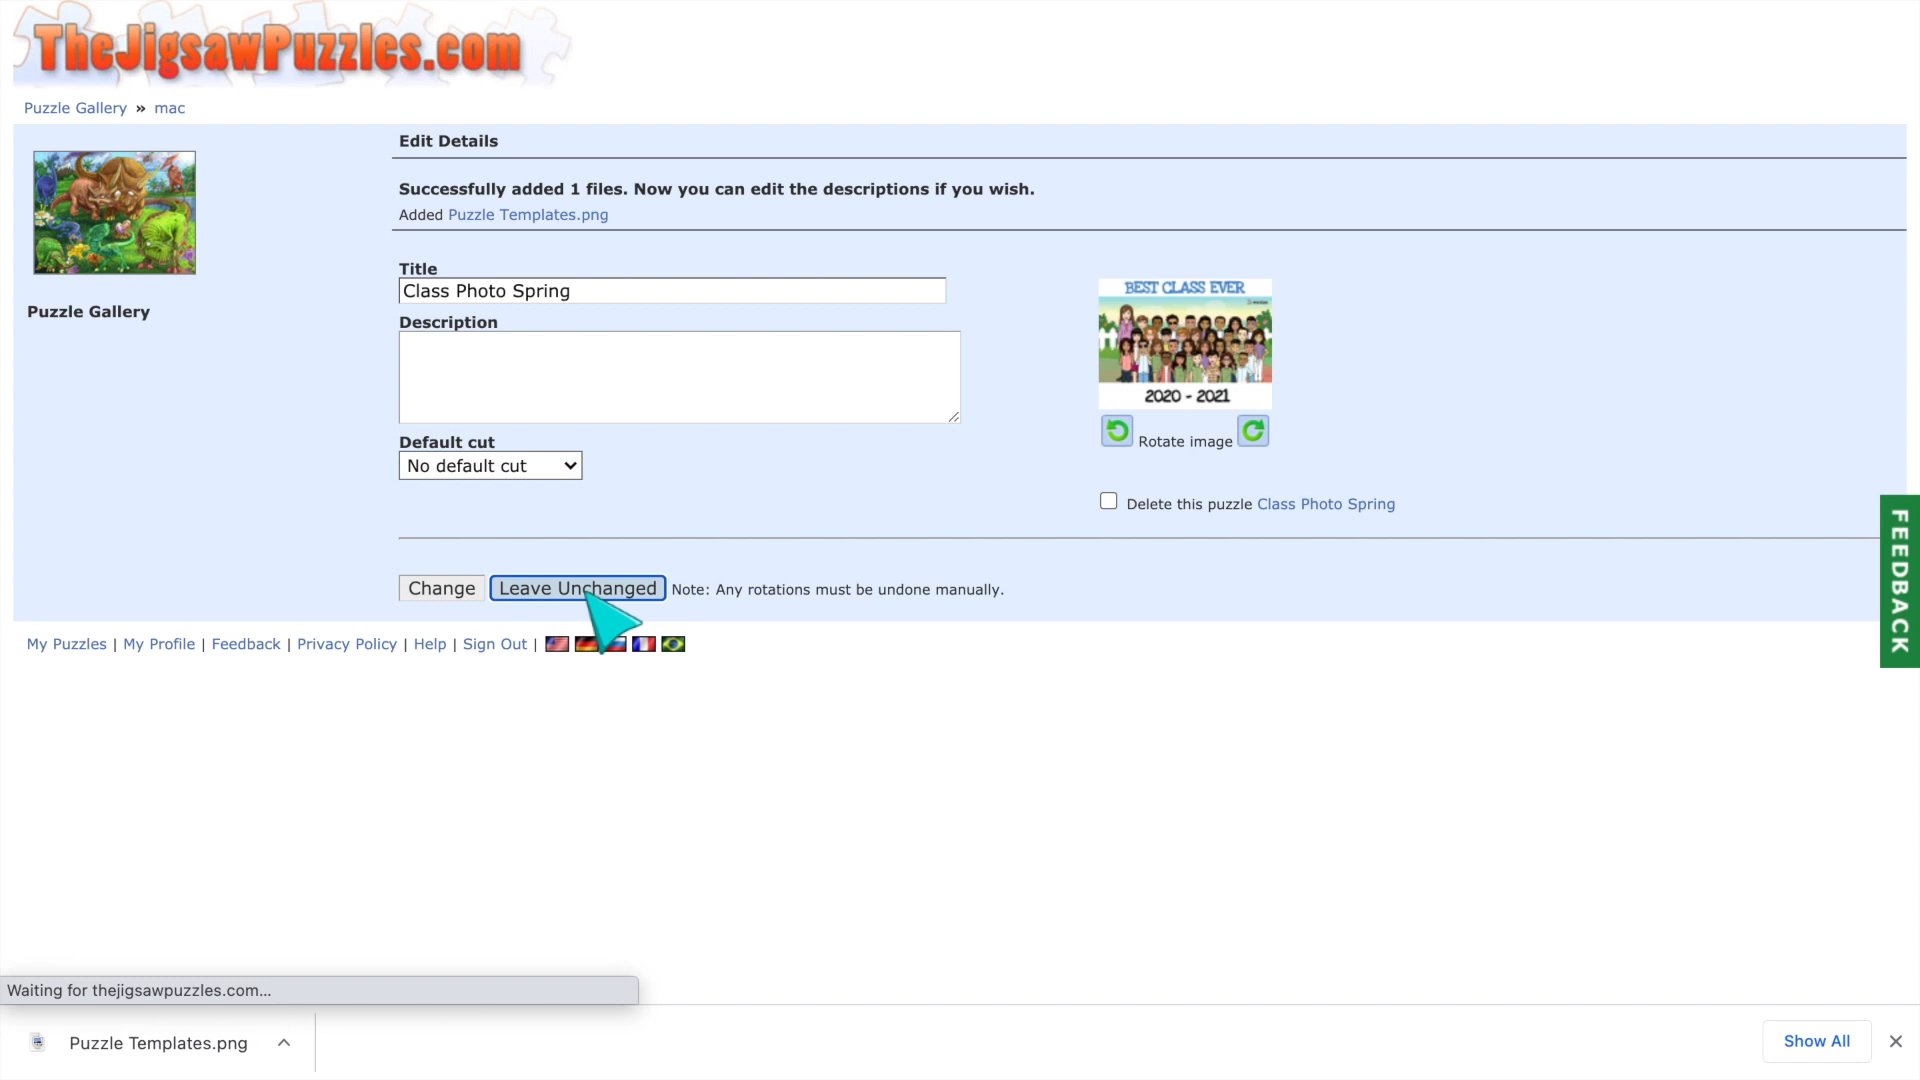 TheJigsawPuzzles.com
Puzzle Gallery » mac
Edit Details
Successfully added 1 files. Now you can edit the descriptions if you wish.
Added Puzzle Templates.png
Title
Class Photo Spring
BEST CLASS EVER
Puzzle Gallery
Description
2020 - 2021
Rotate image
Default cut
No default cut
Delete this puzzle Class Photo Spring
FEEDBACK
Change Leave Unchanged Note: Any rotations must be undone manually.
My Puzzles | My Profile | Feedback | Privacy Policy | Help | Sign Out |
Waiting for thejigsawpuzzles.com...
Puzzle Templates.png
Show All